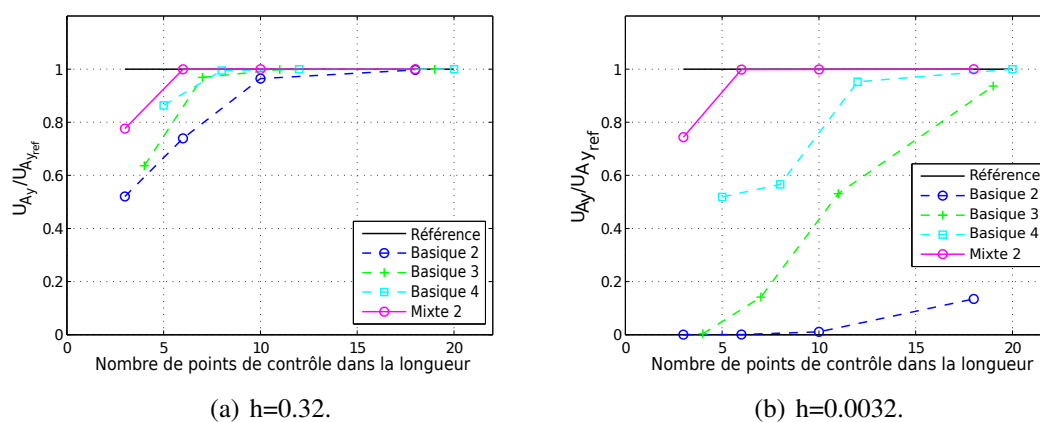 1
0.8
0.6
0.4
0.2
0
U_Ay/U_Ay_ref
0 5 10 15 20
Nombre de points de contrôle dans la longueur
Référence
Basique 2
Basique 3
Basique 4
Mixte 2
(a) h=0.32.
1
0.8
0.6
0.4
0.2
0
U_Ay/U_Ay_ref
0 5 10 15 20
Nombre de points de contrôle dans la longueur
Référence
Basique 2
Basique 3
Basique 4
Mixte 2
(b) h=0.0032.